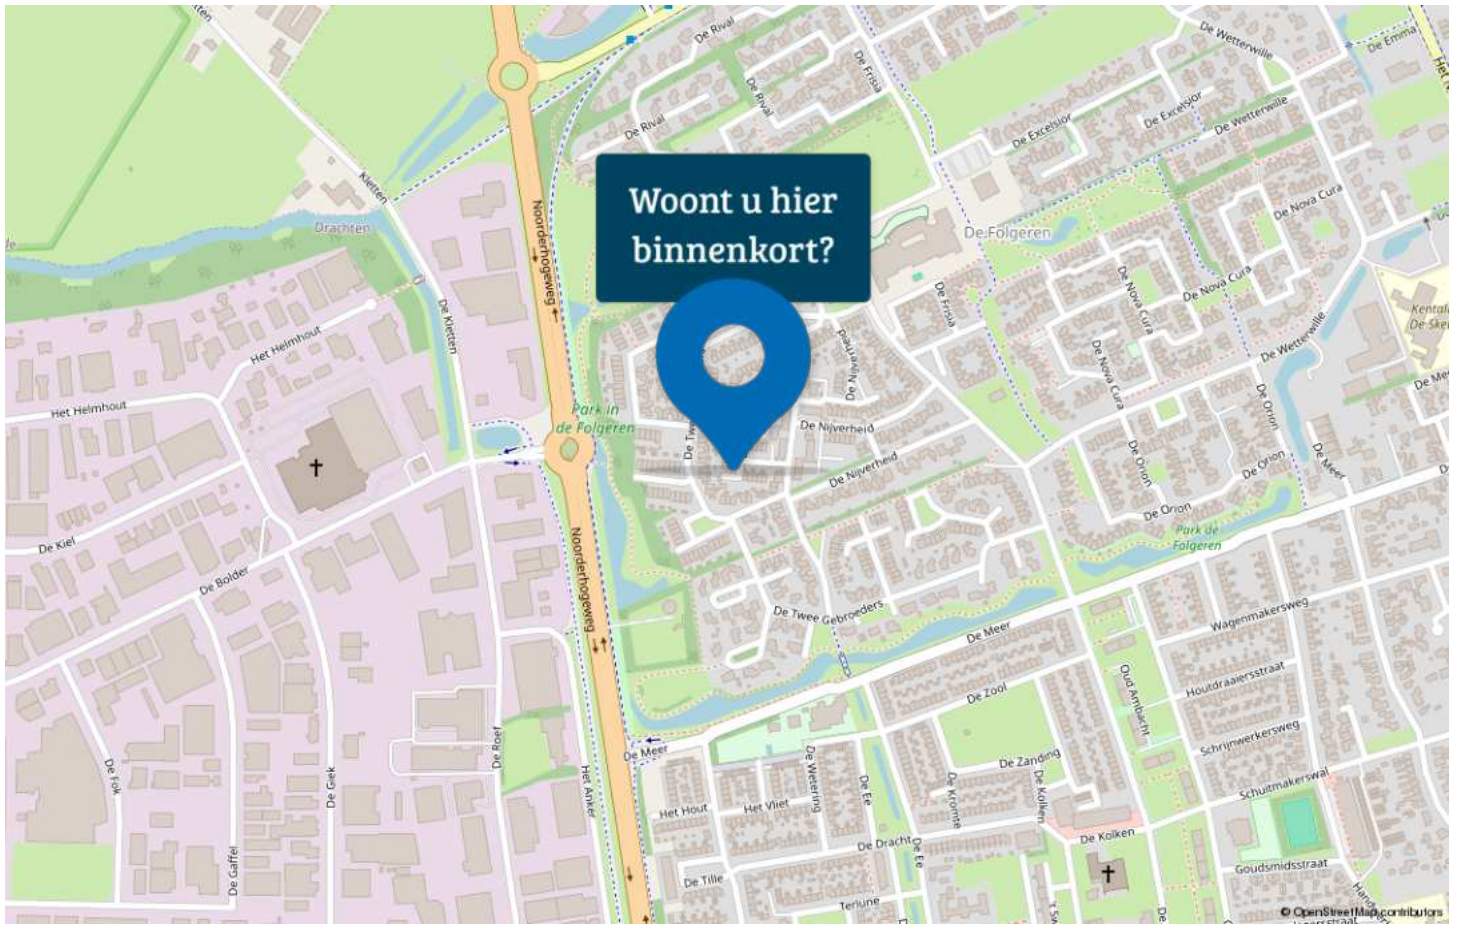 Kletten
De Rival
De Wetterwille
De Emma
De Frisia
De Rival
De Rival
De Excelsior
De Excelsior
De Wetterwille
Kletten
Woont u hier
binnenkort?
Noorderhogeweg
Drachten
De Folgeren
De Nova Cura
De Nova Cura
De Nova Cura
De Frisia
De Kletten
Het Helmhout
De Nijverheid
De Wetterwille
De Nova Cura
Het Helmhout
Park in
de Folgeren
De Nijverheid
De Orion
De Nijverheid
De Orion
De Orion
De Meer
De Orion
Park de
Folgeren
De Kiel
De Bolder
Noorderhogeweg
De Twee Gebroeders
De Meer
Wagenmakersweg
Houtdraaiersstraat
Oud Ambacht
De Zool
Schrijnwerkersweg
De Roef
De Meer
De Zanding
De Fok
De Giek
Het Anker
De Wetering
De Ee
De Kromte
De Kolken
Schuitmakerswal
Het Hout
Het Vliet
De Dracht
De Ee
De Kolken
De Gaffel
De Tille
Goudsmidsstraat
Terlune
© OpenStreetMap contributors